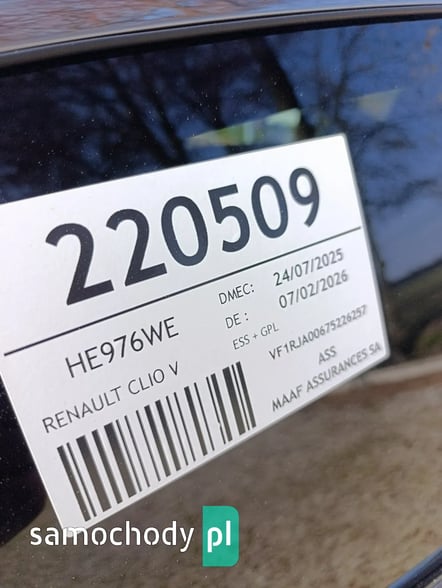 220509
HE976WE
DMEC: 24/07/2025
DE : 07/02/2026
RENAULT CLIO V
ESS + GPL
VF1RJA00675226257
ASS
MAAF ASSURANCES SA
samochody pl